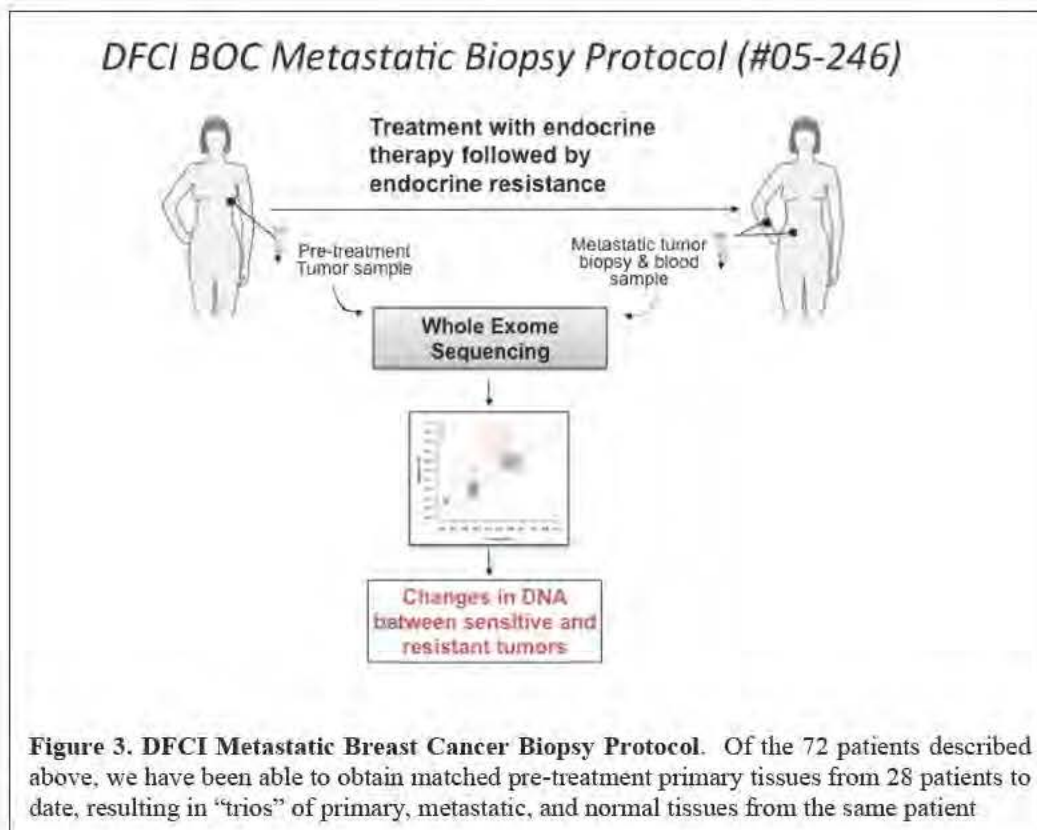 DFCI BOC Metastatic Biopsy Protocol (#05-246)
Treatment with endocrine
therapy followed by
endocrine resistance
Pre-treatment
Tumor sample
Metastatic tumor
biopsy & blood
sample
Whole Exome
Sequencing
Changes in DNA
between sensitive and
resistant tumors
Figure 3. DFCI Metastatic Breast Cancer Biopsy Protocol. Of the 72 patients described
above, we have been able to obtain matched pre-treatment primary tissues from 28 patients to
date, resulting in “trios” of primary, metastatic, and normal tissues from the same patient